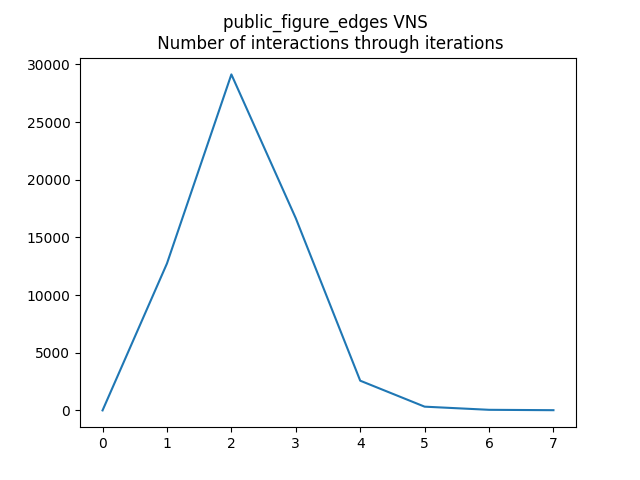 public_figure_edges VNS
Number of interactions through iterations
30000
25000
20000
15000
10000
5000
0
0 1 2 3 4 5 6 7